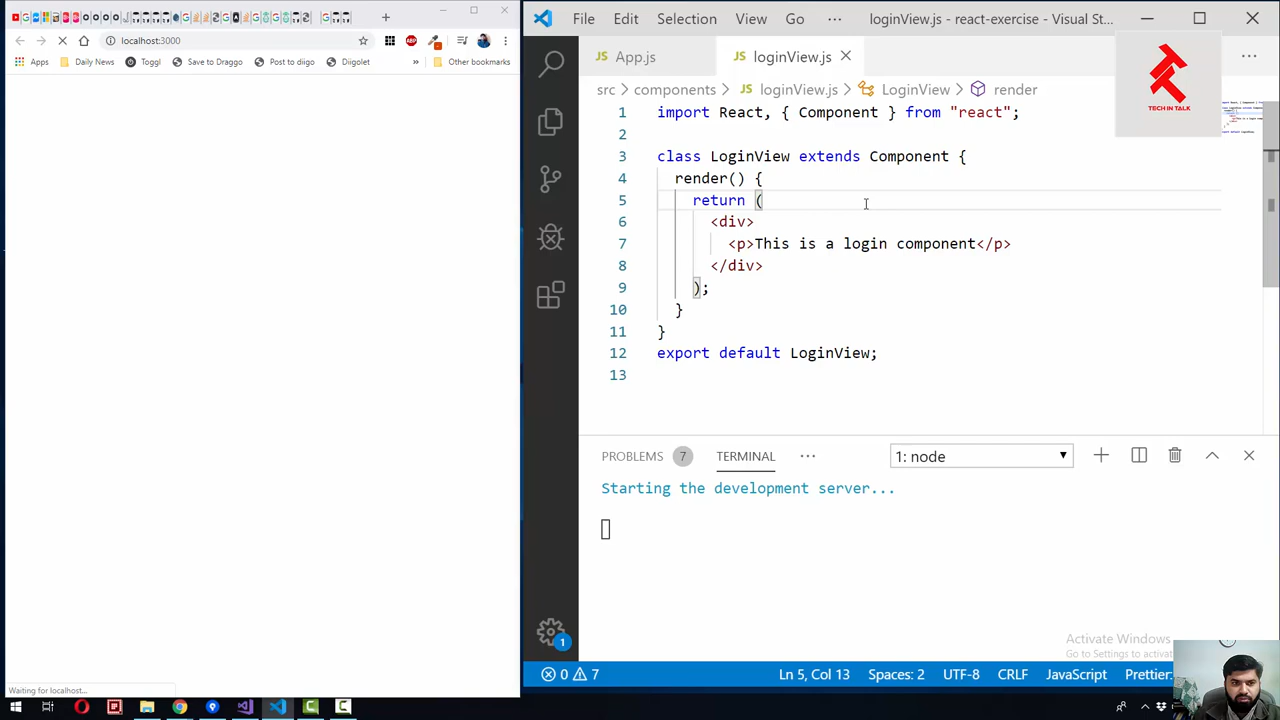 localhost:3000
Apps Daily News Toggl Save to Draggo Post to diigo Diigolet » Other bookmarks
Waiting for localhost...
File Edit Selection View Go ··· loginView.js - react-exercise - Visual St...
JS App.js JS loginView.js
src > components > JS loginView.js > LoginView > render
1 import React, { Component } from "react";
2
3 class LoginView extends Component {
4 render() {
5 return (
6 <div>
7 <p>This is a login component</p>
8 </div>
9 );
10 }
11 }
12 export default LoginView;
13
TECH IN TALK
PROBLEMS 7 TERMINAL ··· 1: node
Starting the development server...
Activate Windows
Go to Settings to activat
1
0 7 Ln 5, Col 13 Spaces: 2 UTF-8 CRLF JavaScript Prettier: